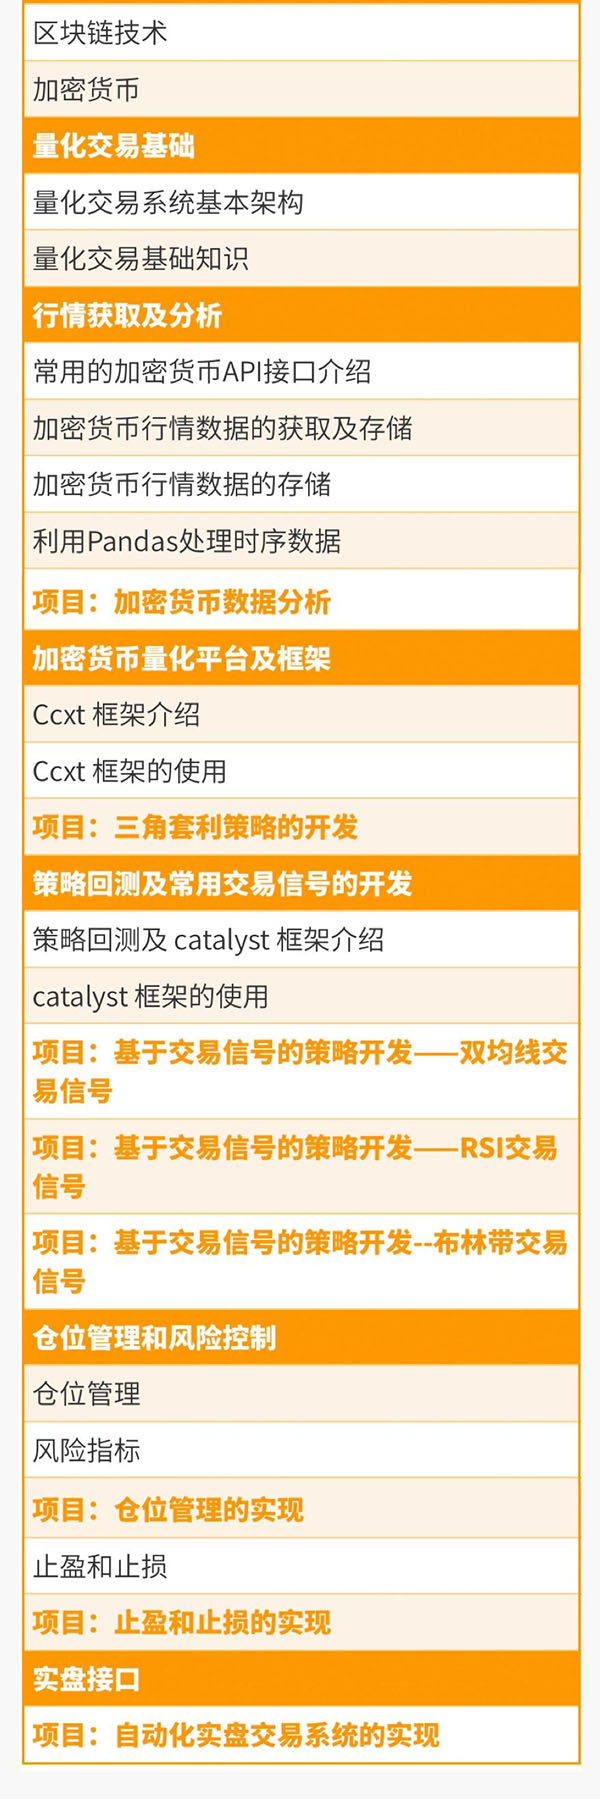 区块链技术
加密货币
量化交易基础
量化交易系统基本架构
量化交易基础知识
行情获取及分析
常用的加密货币API接口介绍
加密货币行情数据的获取及存储
加密货币行情数据的存储
利用Pandas处理时序数据
项目：加密货币数据分析
加密货币量化平台及框架
Ccxt 框架介绍
Ccxt 框架的使用
项目：三角套利策略的开发
策略回测及常用交易信号的开发
策略回测及 catalyst 框架介绍
catalyst 框架的使用
项目：基于交易信号的策略开发——双均线交
易信号
项目：基于交易信号的策略开发——RSI交易
信号
项目：基于交易信号的策略开发--布林带交易
信号
仓位管理和风险控制
仓位管理
风险指标
项目：仓位管理的实现
止盈和止损
项目：止盈和止损的实现
实盘接口
项目：自动化实盘交易系统的实现